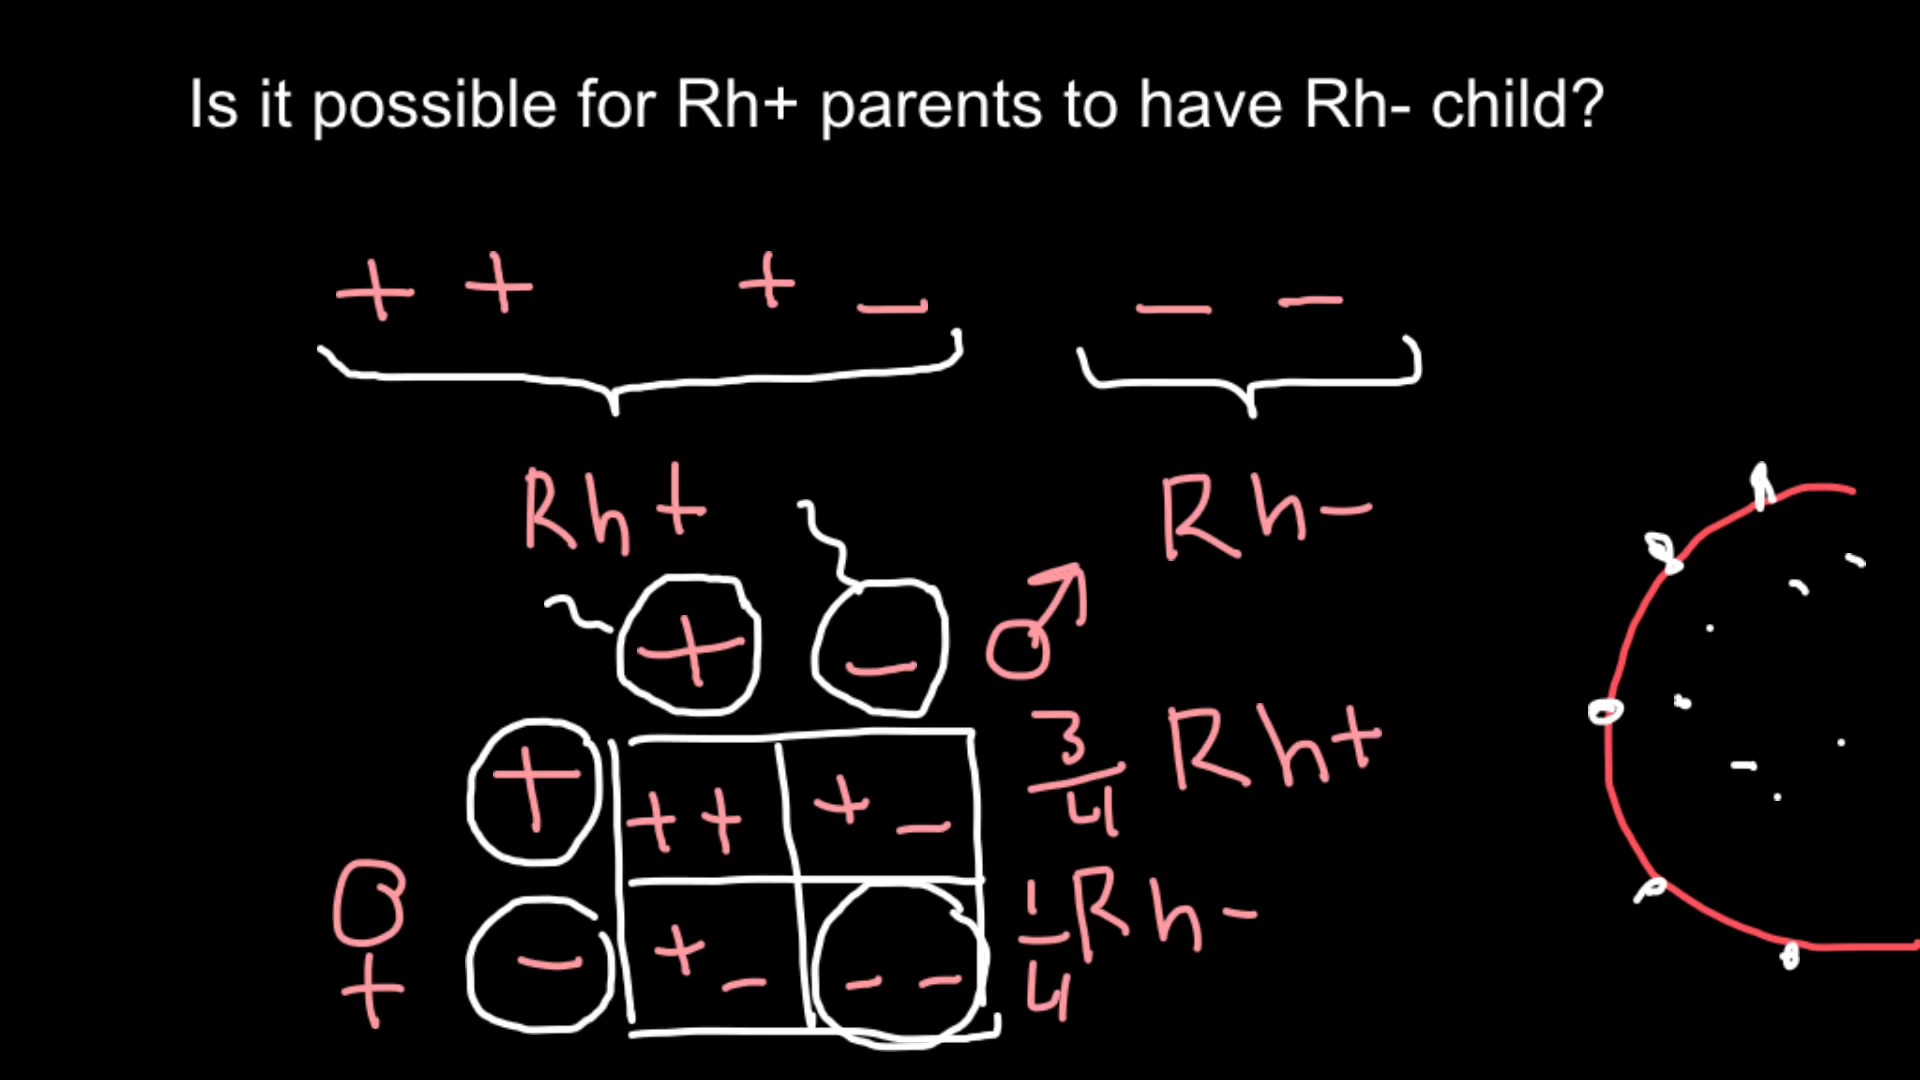 Is it possible for Rh+ parents to have Rh- child?
+ + + - - -
Rh+ Rh-
+ - ♂
+ ++ +- 3/4 Rh+
♀ - +- -- 1/4 Rh-